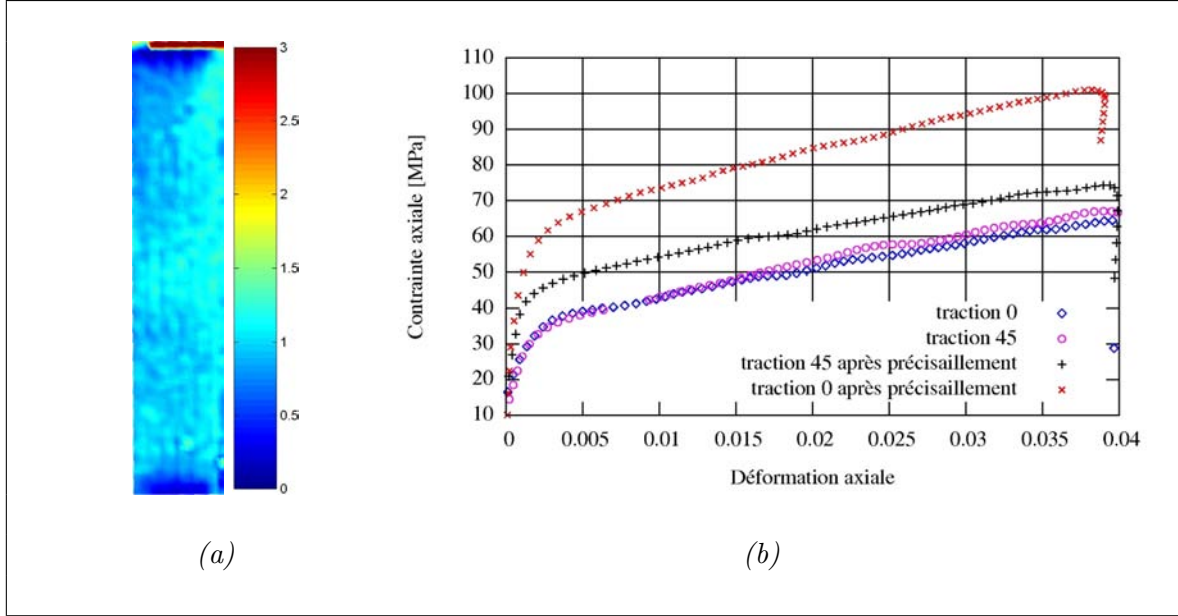 3
2.5
2
1.5
1
0.5
0
(a)
110
100
90
80
70
60
50
40
30
20
10
Contrainte axiale [MPa]
traction 0
traction 45
traction 45 après précisaillement
traction 0 après précisaillement
0 0.005 0.01 0.015 0.02 0.025 0.03 0.035 0.04
Déformation axiale
(b)